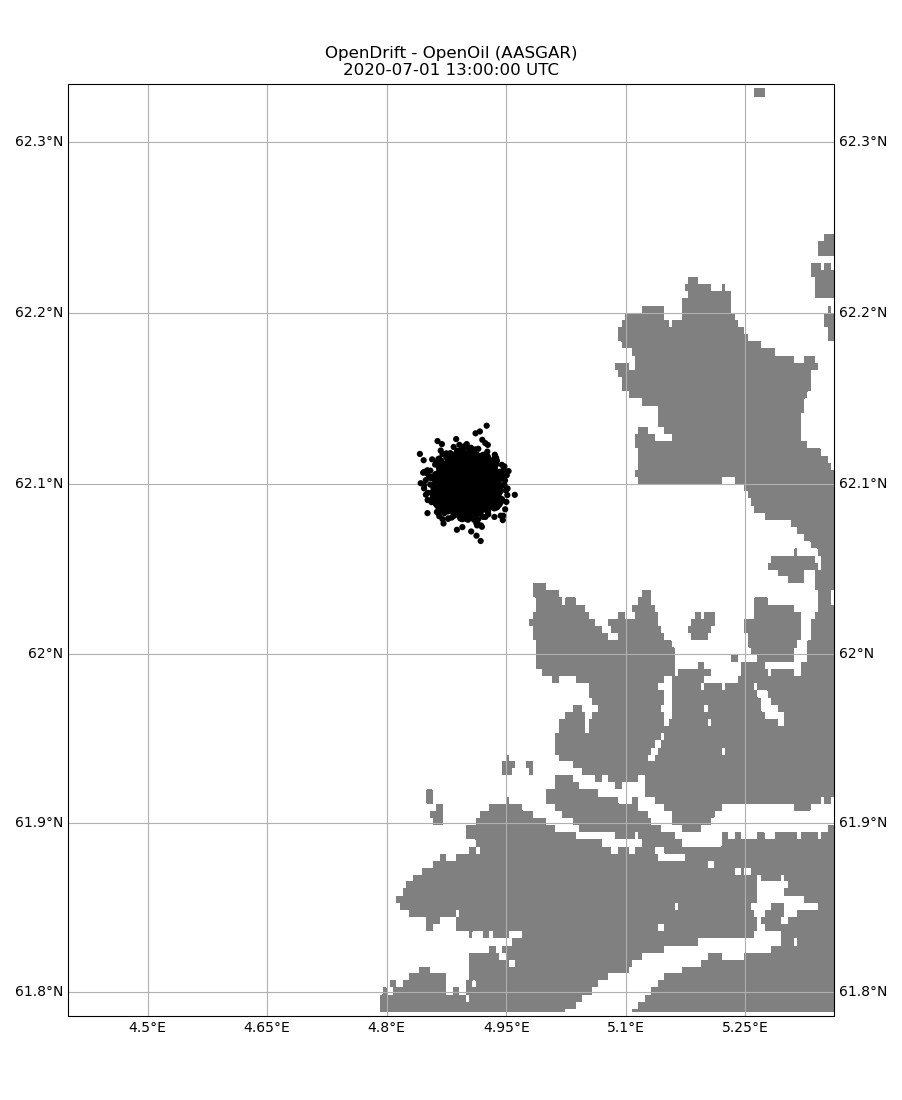 OpenDrift - OpenOil (AASGAR)
2020-07-01 13:00:00 UTC
62.3°N 62.3°N
62.2°N 62.2°N
62.1°N 62.1°N
62°N 62°N
61.9°N 61.9°N
61.8°N 61.8°N
4.5°E 4.65°E 4.8°E 4.95°E 5.1°E 5.25°E